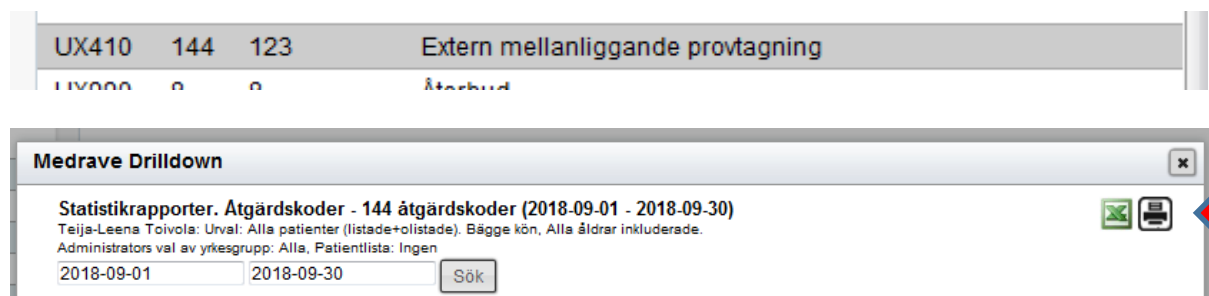 UX410 144 123 Extern mellanliggande provtagning
Medrave Drilldown
Statistikrapporter. Åtgärdskoder - 144 åtgärdskoder (2018-09-01 - 2018-09-30)
Teija-Leena Toivola: Urval: Alla patienter (listade+olistade). Bägge kön, Alla åldrar inkluderade.
Administrators val av yrkesgrupp: Alla, Patientlista: Ingen
2018-09-01 2018-09-30 Sök